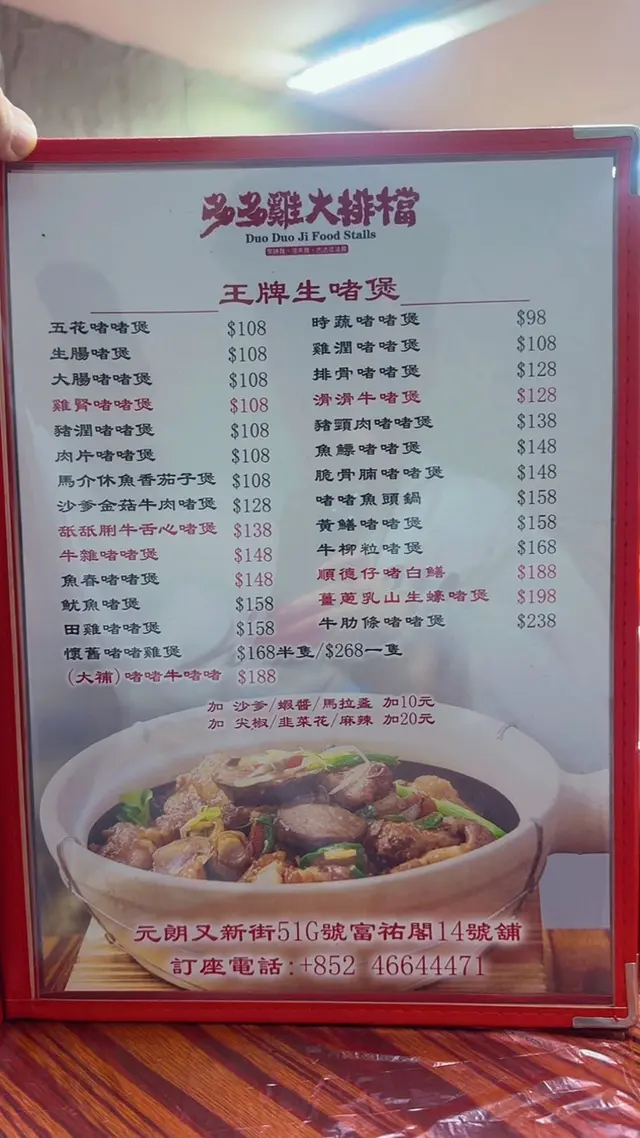 多多雞大排檔
Duo Duo Ji Food Stalls
王牌生啫煲
五花啫啫煲 $108
生腸啫煲 $108
大腸啫啫煲 $108
雞腎啫啫煲 $108
豬潤啫啫煲 $108
肉片啫啫煲 $108
馬介休魚香茄子煲 $108
沙爹金菇牛肉啫煲 $128
舐舐脷牛舌心啫煲 $138
牛雜啫啫煲 $148
魚春啫啫煲 $148
魷魚啫煲 $158
田雞啫啫煲 $158
懷舊啫啫雞煲 $168半隻/$268一隻
(大補)啫啫牛啫啫 $188
時蔬啫啫煲 $98
雞潤啫啫煲 $108
排骨啫啫煲 $128
滑滑牛啫煲 $128
豬頸肉啫啫煲 $138
魚鰾啫啫煲 $148
脆骨腩啫啫煲 $148
啫啫魚頭鍋 $158
黃鱔啫啫煲 $158
牛柳粒啫煲 $168
順德仔啫白鱔 $188
薑蔥乳山生蠔啫煲 $198
牛肋條啫啫煲 $238
加 沙爹/蝦醬/馬拉盞 加10元
加 尖椒/韭菜花/麻辣 加20元
元朗又新街51G號富祐閣14號舖
訂座電話:+852 46644471